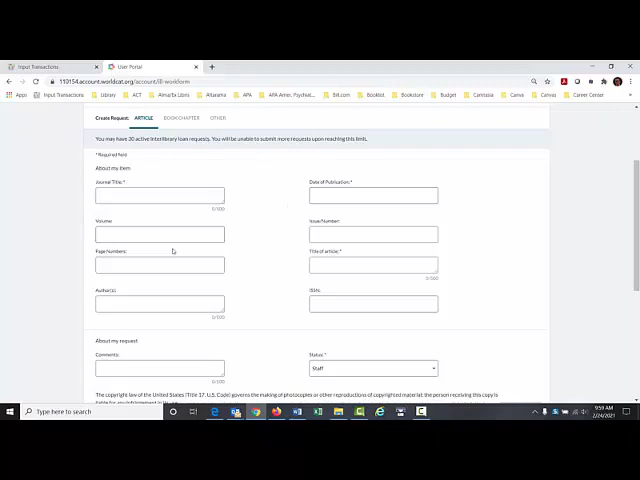 Input Transactions
User Portal
110154.account.worldcat.org/account/ill-workform
Apps Input Transactions Library ACT Alma/Ex Libris Altarama APA APA Amer. Psychiat... Bill.com Booklist Bookstore Budget Camtasia Canva Canvas Career Center
Create Request: ARTICLE BOOK CHAPTER OTHER
You may have 30 active interlibrary loan requests. You will be unable to submit more requests upon reaching this limit.
* Required field
About my item
Journal Title: * Date of Publication: *
0/500
Volume: Issue/Number:
Page Numbers: Title of article: *
0/500
Author(s): ISSN:
0/500
About my request
Comments: Status: *
Staff
0/500
The copyright law of the United States (Title 17, U.S. Code) governs the making of photocopies or other reproductions of copyrighted material; the person receiving this copy is
Type here to search
9:59 AM
2/24/2021